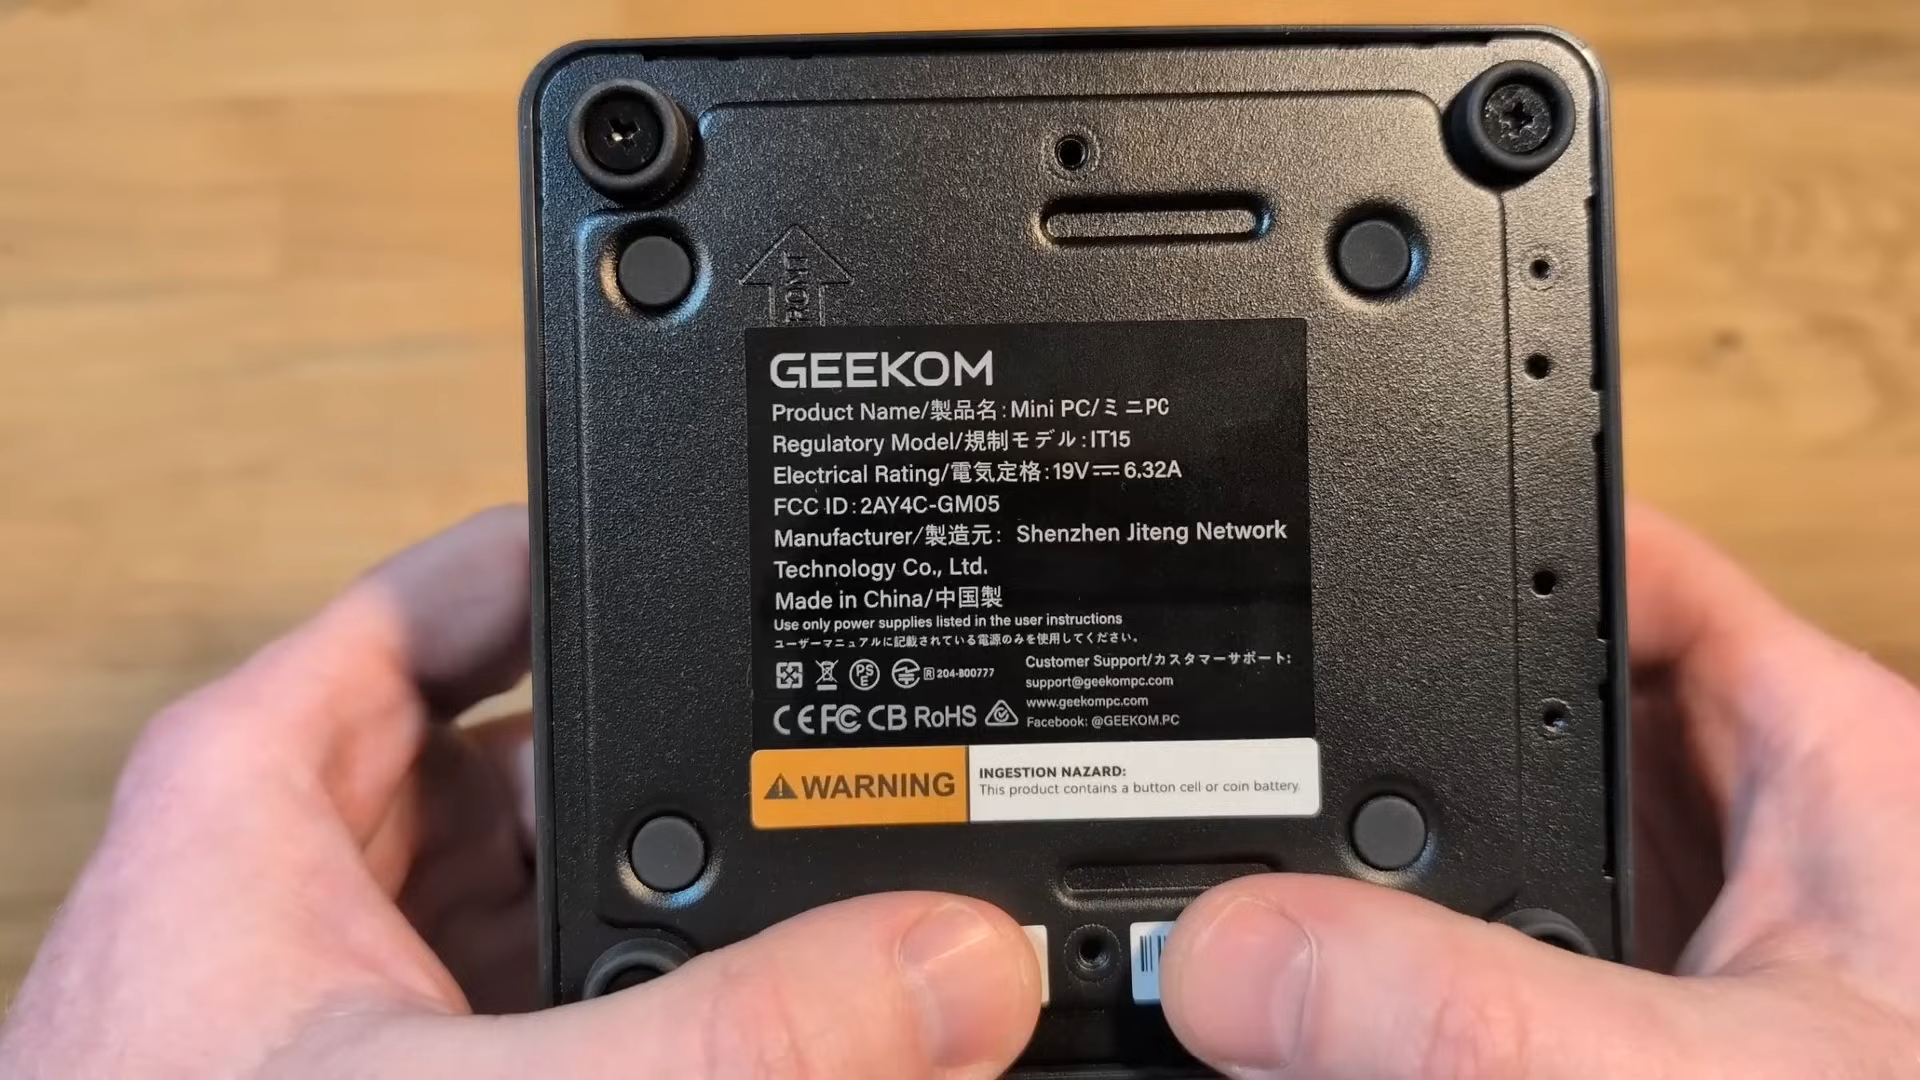 FRONT
GEEKOM
Product Name/製品名:Mini PC/ミニPC
Regulatory Model/規制モデル:IT15
Electrical Rating/電気定格:19V⎓6.32A
FCC ID:2AY4C-GM05
Manufacturer/製造元: Shenzhen Jiteng Network
Technology Co., Ltd.
Made in China/中国製
Use only power supplies listed in the user instructions
ユーザーマニュアルに記載されている電源のみを使用してください。
PSE R 204-B00777
CE FC CB RoHS
Customer Support/カスタマーサポート:
support@geekompc.com
www.geekompc.com
Facebook: @GEEKOM.PC
WARNING
INGESTION NAZARD:
This product contains a button cell or coin battery.